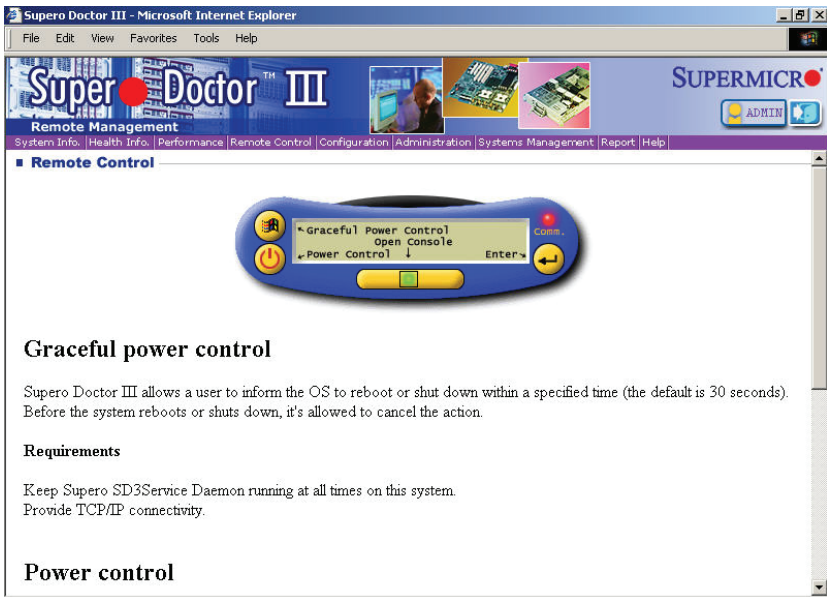 Supero Doctor III - Microsoft Internet Explorer
File Edit View Favorites Tools Help
Super Doctor™ III
SUPERMICR
ADMIN
Remote Management
System Info. | Health Info. | Performance | Remote Control | Configuration | Administration | Systems Management | Report | Help
Remote Control
Graceful Power Control
Open Console
Power Control Enter
Comm.
Graceful power control
Supero Doctor III allows a user to inform the OS to reboot or shut down within a specified time (the default is 30 seconds).
Before the system reboots or shuts down, it's allowed to cancel the action.
Requirements
Keep Supero SD3Service Daemon running at all times on this system.
Provide TCP/IP connectivity.
Power control